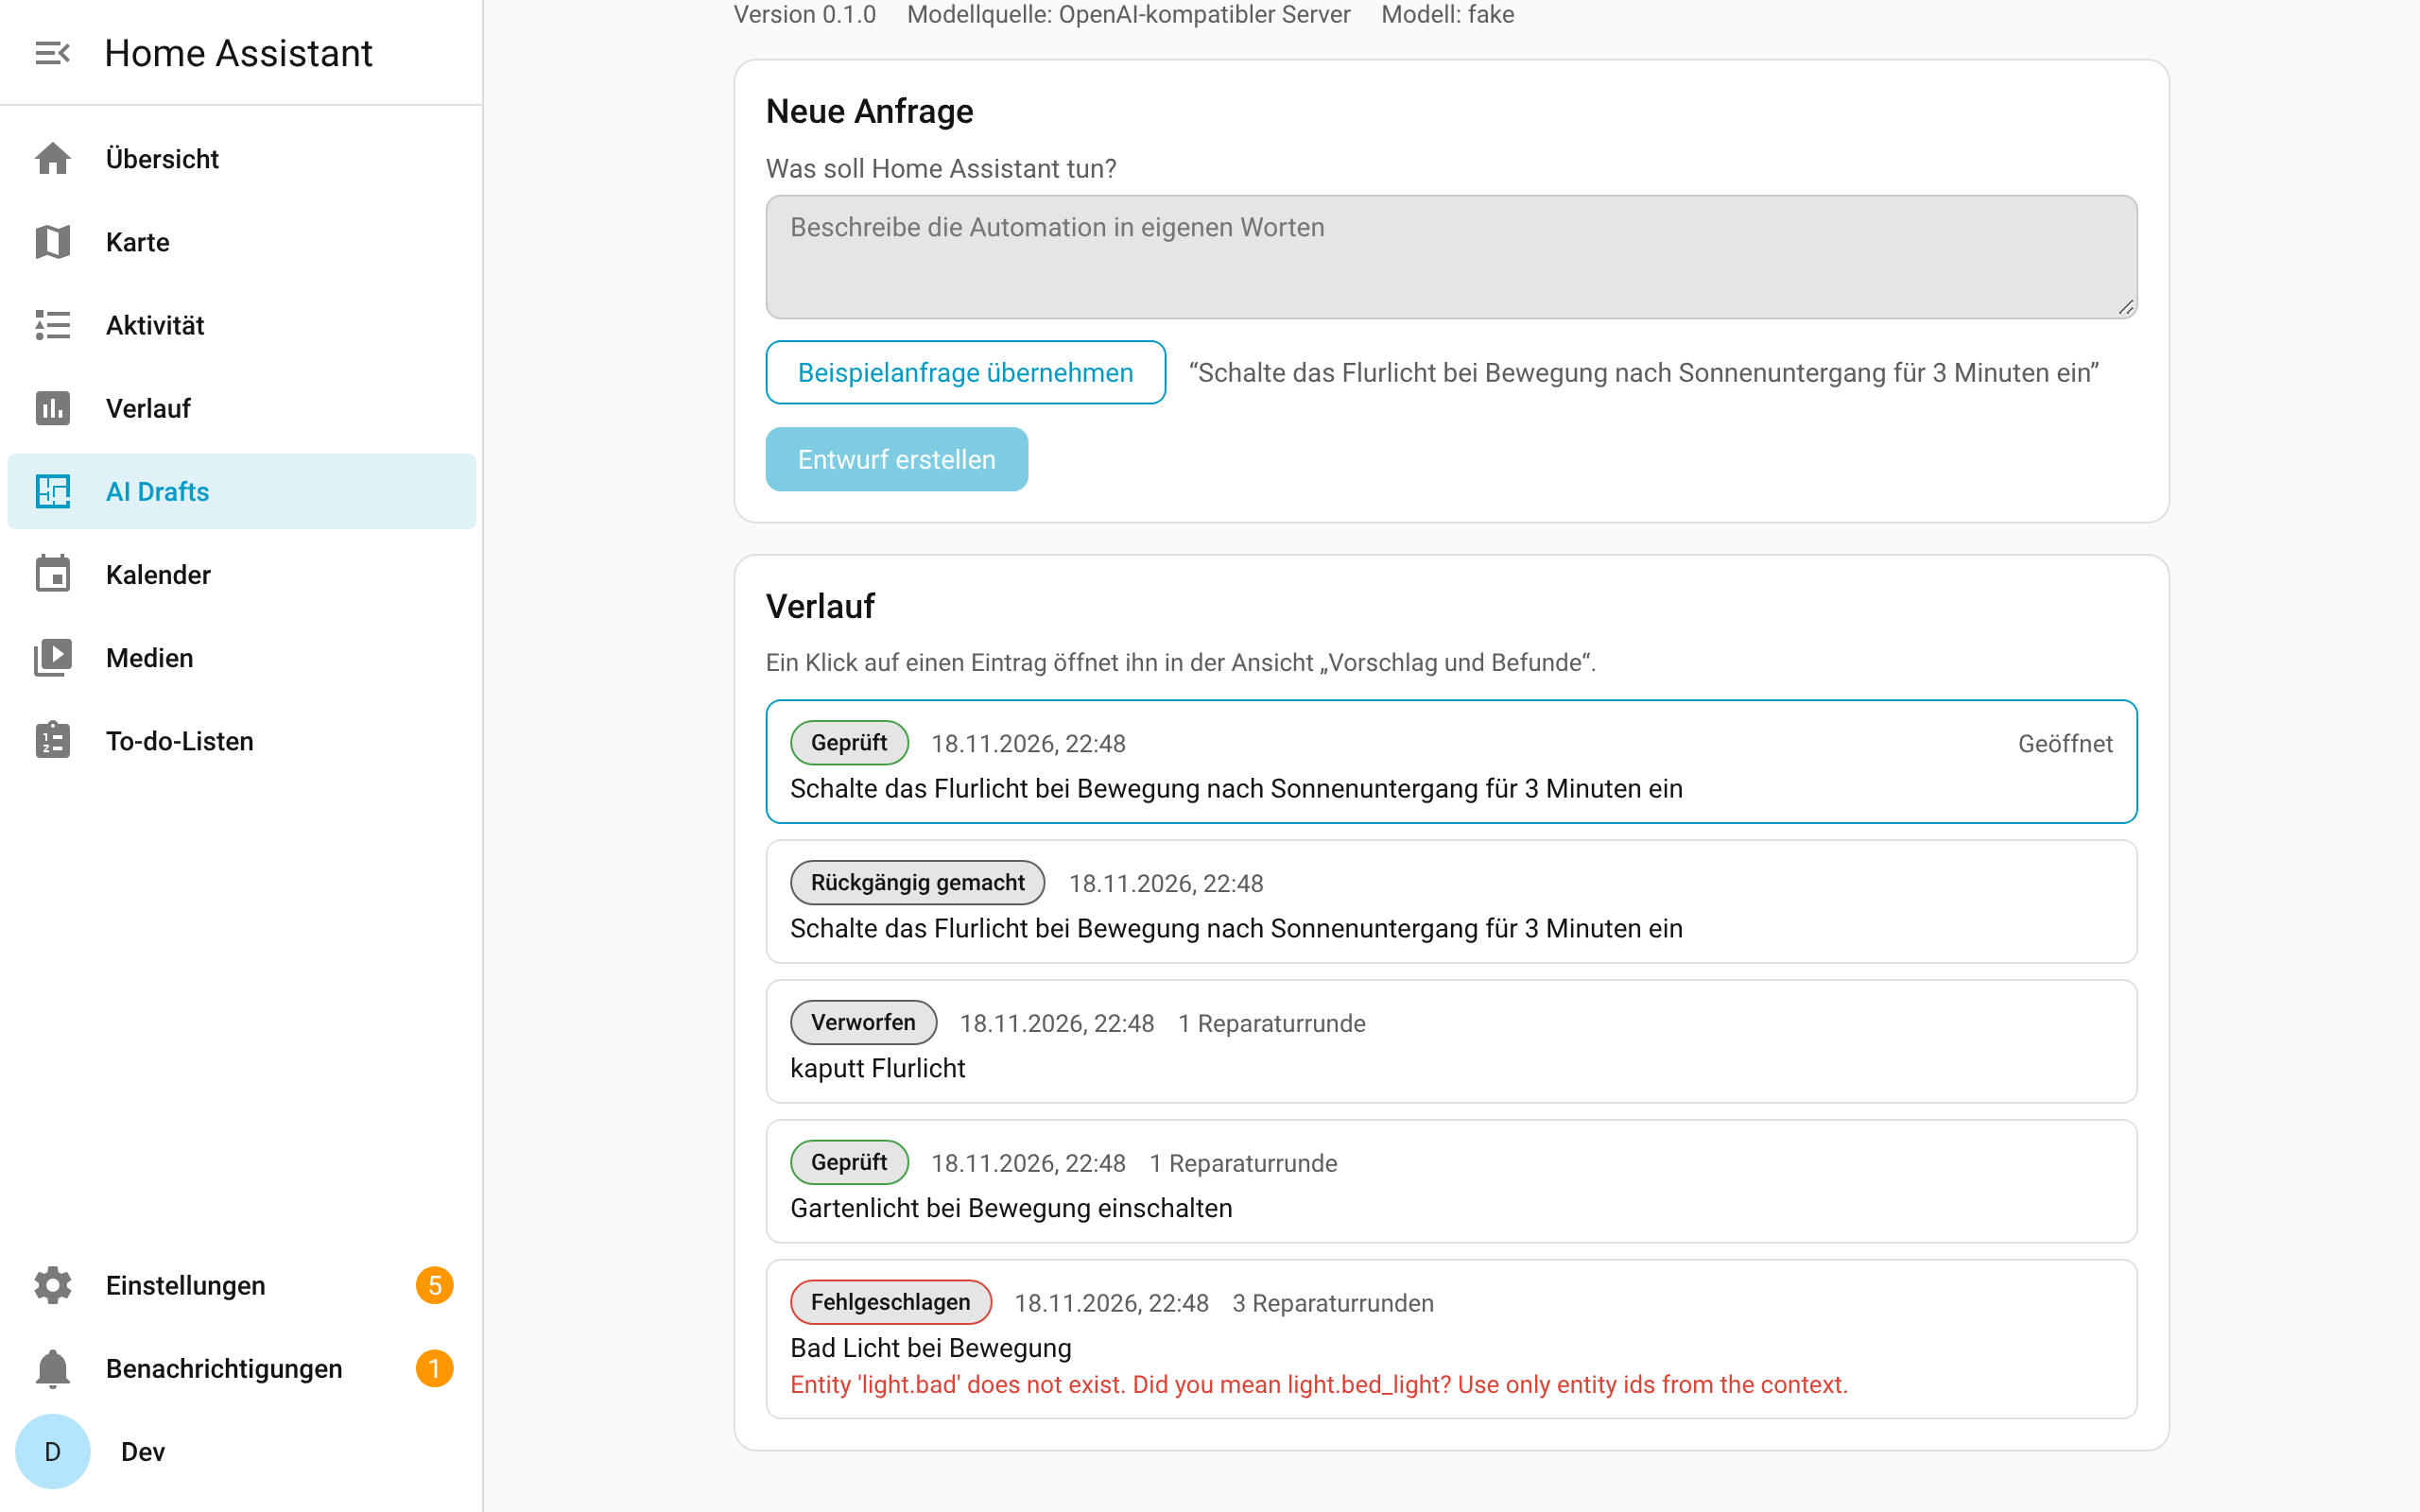 Home Assistant
Übersicht
Karte
Aktivität
Verlauf
AI Drafts
Kalender
Medien
To-do-Listen
Einstellungen 5
Benachrichtigungen 1
D Dev
Version 0.1.0 Modellquelle: OpenAI-kompatibler Server Modell: fake
Neue Anfrage
Was soll Home Assistant tun?
Beschreibe die Automation in eigenen Worten
Beispielanfrage übernehmen “Schalte das Flurlicht bei Bewegung nach Sonnenuntergang für 3 Minuten ein”
Entwurf erstellen
Verlauf
Ein Klick auf einen Eintrag öffnet ihn in der Ansicht „Vorschlag und Befunde“.
Geprüft 18.11.2026, 22:48 Geöffnet
Schalte das Flurlicht bei Bewegung nach Sonnenuntergang für 3 Minuten ein
Rückgängig gemacht 18.11.2026, 22:48
Schalte das Flurlicht bei Bewegung nach Sonnenuntergang für 3 Minuten ein
Verworfen 18.11.2026, 22:48 1 Reparaturrunde
kaputt Flurlicht
Geprüft 18.11.2026, 22:48 1 Reparaturrunde
Gartenlicht bei Bewegung einschalten
Fehlgeschlagen 18.11.2026, 22:48 3 Reparaturrunden
Bad Licht bei Bewegung
Entity 'light.bad' does not exist. Did you mean light.bed_light? Use only entity ids from the context.